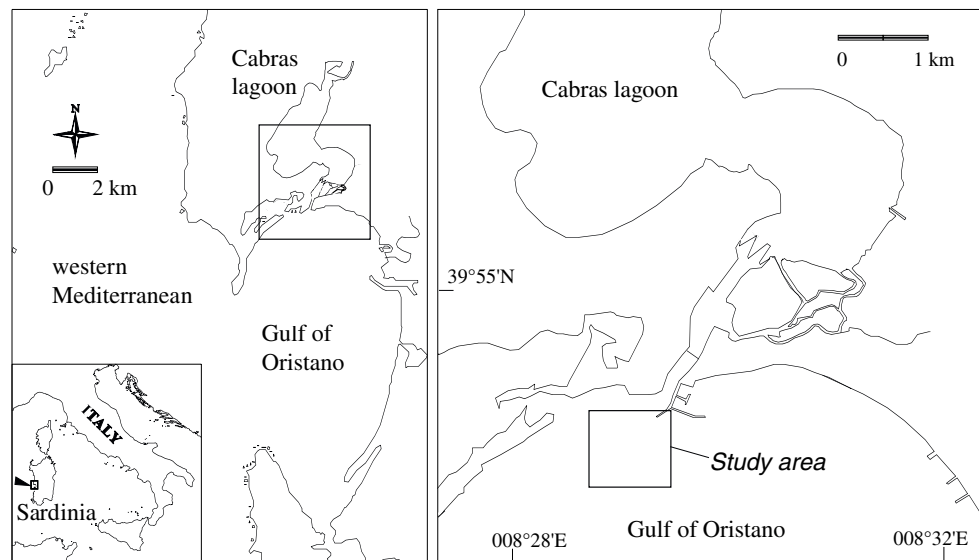 Cabras
lagoon
N
0 2 km
western
Mediterranean
Gulf of
Oristano
ITALY
Sardinia
0 1 km
Cabras lagoon
39°55'N
Study area
Gulf of Oristano
008°28'E
008°32'E